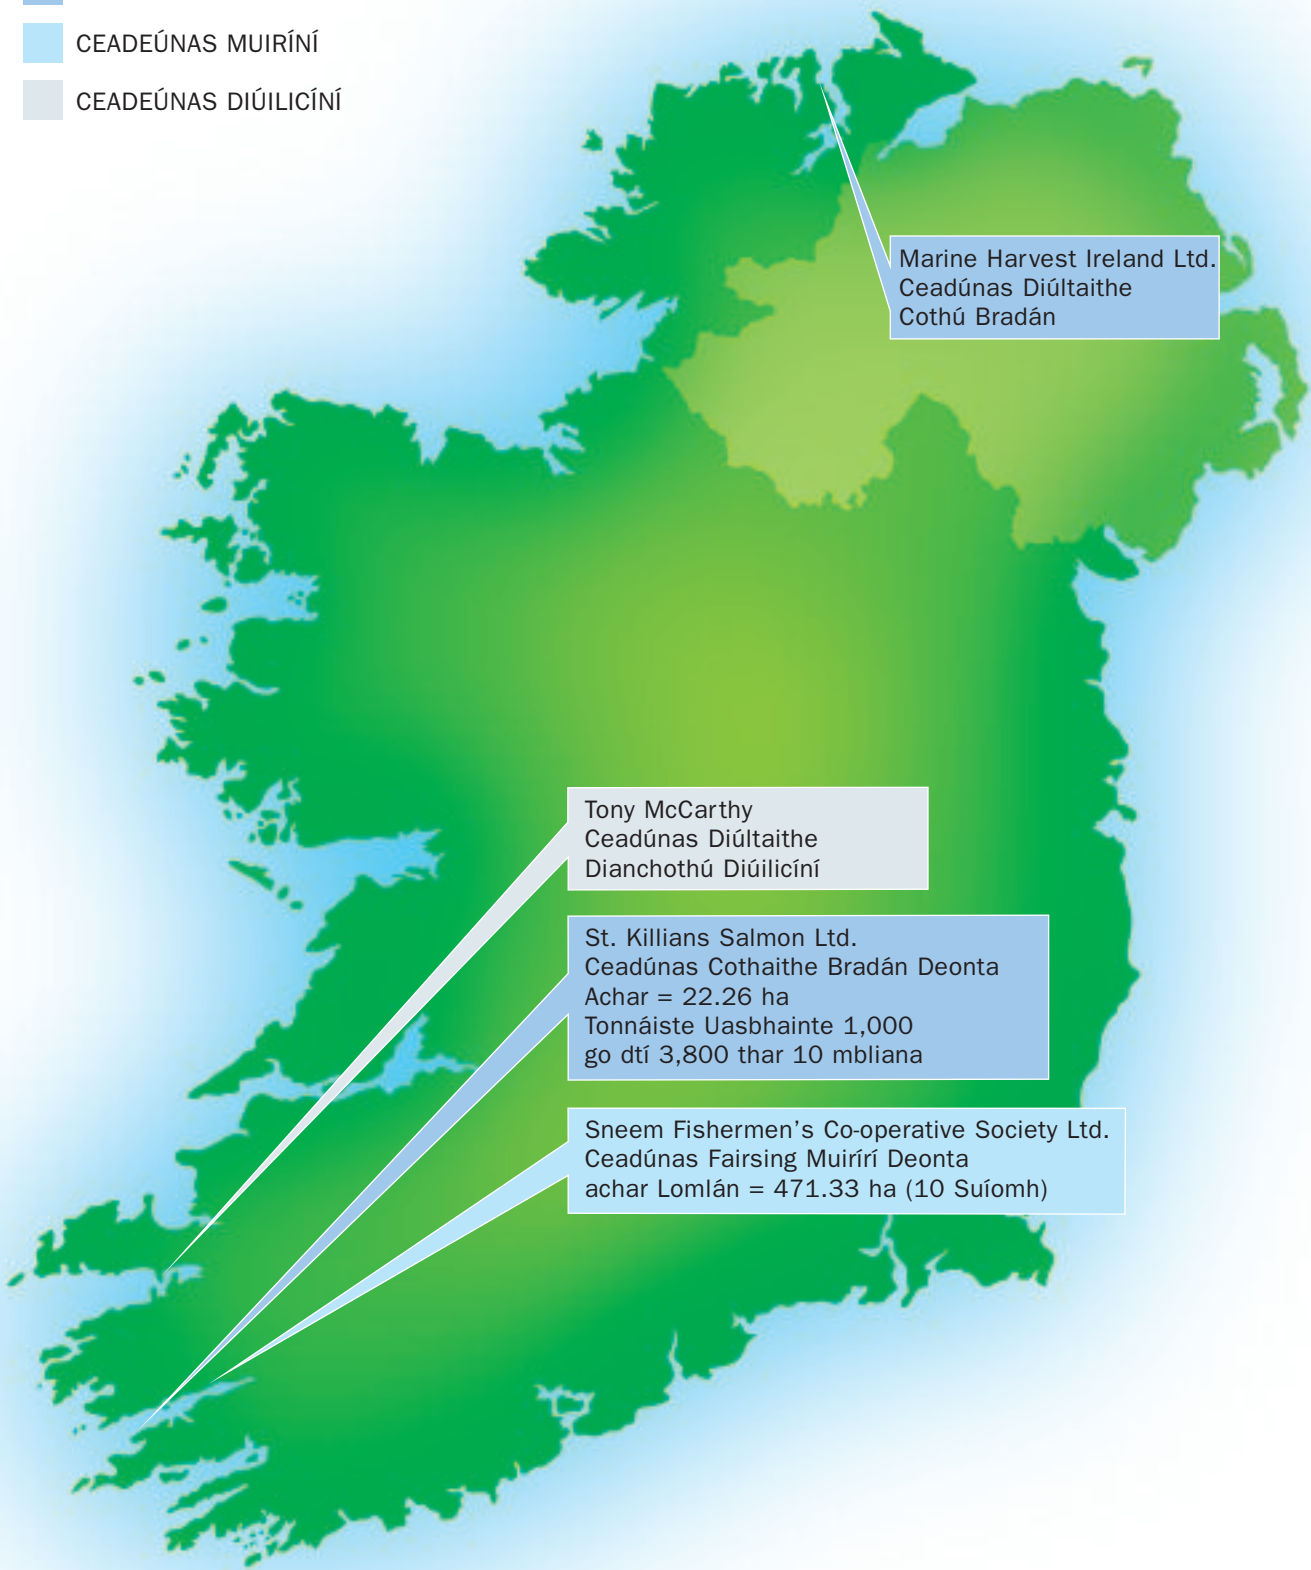 CEADEÚNAS MUIRÍNÍ
CEADEÚNAS DIÚILICÍNÍ
Marine Harvest Ireland Ltd.
Ceadúnas Diúltaithe
Cothú Bradán
Tony McCarthy
Ceadúnas Diúltaithe
Dianchothú Diúilicíní
St. Killians Salmon Ltd.
Ceadúnas Cothaithe Bradán Deonta
Achar = 22.26 ha
Tonnáiste Uasbhainte 1,000
go dtí 3,800 thar 10 mbliana
Sneem Fishermen’s Co-operative Society Ltd.
Ceadúnas Fairsing Muirírí Deonta
achar Lomlán = 471.33 ha (10 Suíomh)